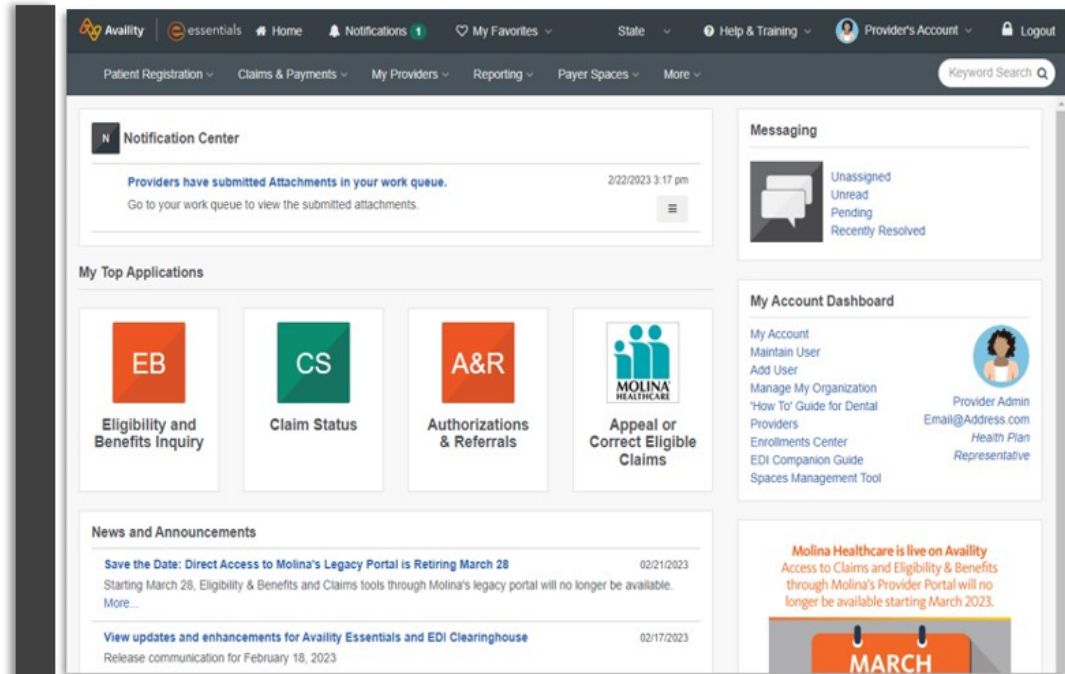 Availity essentials Home Notifications 1 My Favorites State Help & Training Provider's Account Logout
Patient Registration Claims & Payments My Providers Reporting Payer Spaces More Keyword Search
N Notification Center
Providers have submitted Attachments in your work queue. 2/22/2023 3:17 pm
Go to your work queue to view the submitted attachments.
My Top Applications
EB
Eligibility and
Benefits Inquiry
CS
Claim Status
A&R
Authorizations
& Referrals
MOLINA
HEALTHCARE
Appeal or
Correct Eligible
Claims
News and Announcements
Save the Date: Direct Access to Molina's Legacy Portal is Retiring March 28 02/21/2023
Starting March 28, Eligibility & Benefits and Claims tools through Molina's legacy portal will no longer be available.
More...
View updates and enhancements for Availity Essentials and EDI Clearinghouse 02/17/2023
Release communication for February 18, 2023
Messaging
Unassigned
Unread
Pending
Recently Resolved
My Account Dashboard
My Account
Maintain User
Add User
Manage My Organization
'How To' Guide for Dental
Providers
Enrollments Center
EDI Companion Guide
Spaces Management Tool
Provider Admin
Email@Address.com
Health Plan
Representative
Molina Healthcare is live on Availity
Access to Claims and Eligibility & Benefits
through Molina's Provider Portal will no
longer be available starting March 2023.
MARCH